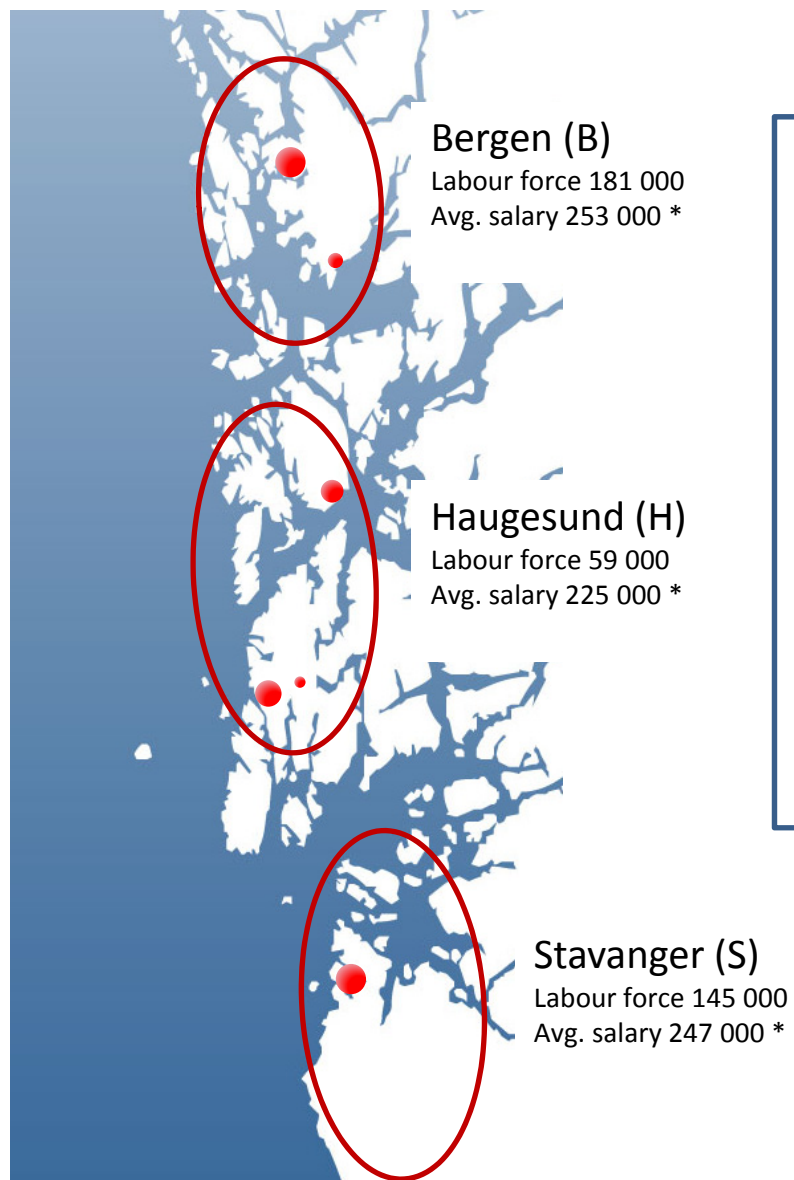 Bergen (B)
Labour force 181 000
Avg. salary 253 000 *
Haugesund (H)
Labour force 59 000
Avg. salary 225 000 *
Stavanger (S)
Labour force 145 000
Avg. salary 247 000 *